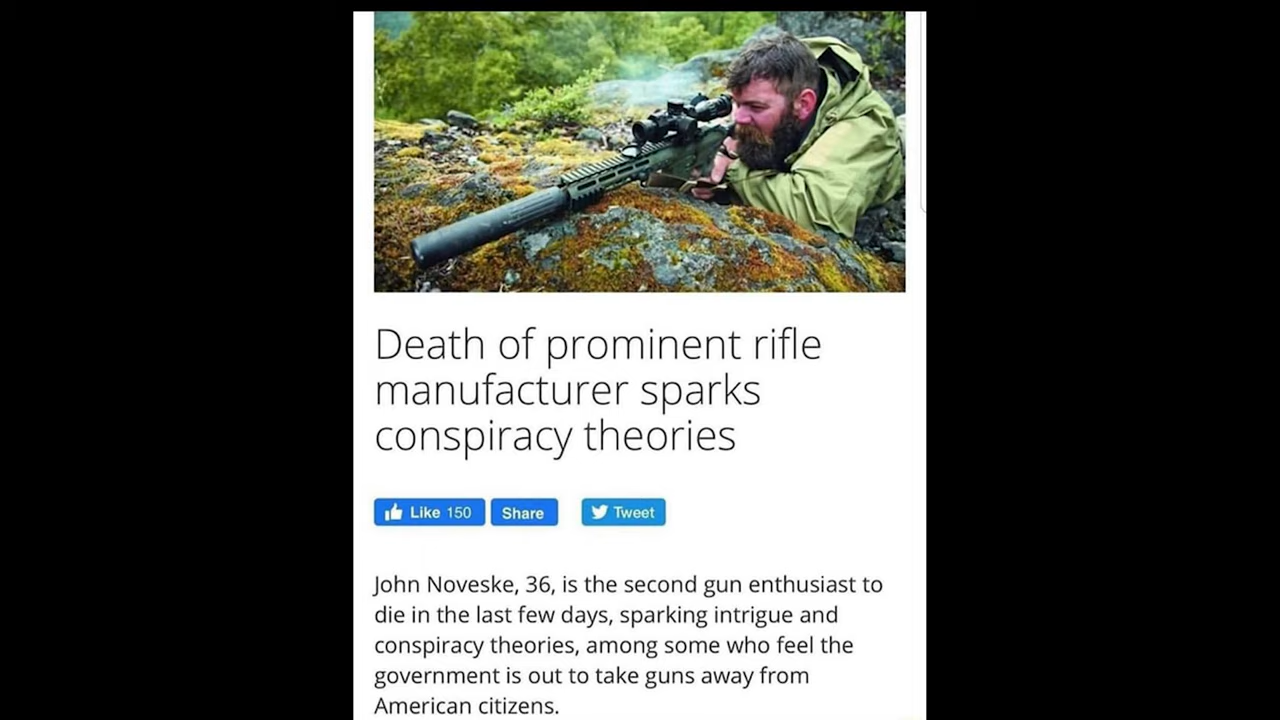 Death of prominent rifle
manufacturer sparks
conspiracy theories
Like 150
Share
Tweet
John Noveske, 36, is the second gun enthusiast to
die in the last few days, sparking intrigue and
conspiracy theories, among some who feel the
government is out to take guns away from
American citizens.